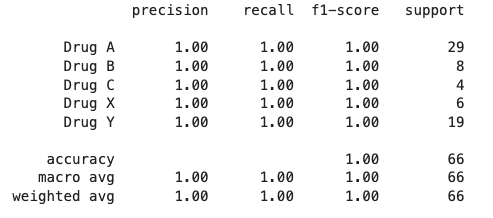 precision recall f1-score support
Drug A 1.00 1.00 1.00 29
Drug B 1.00 1.00 1.00 8
Drug C 1.00 1.00 1.00 4
Drug X 1.00 1.00 1.00 6
Drug Y 1.00 1.00 1.00 19
accuracy 1.00 66
macro avg 1.00 1.00 1.00 66
weighted avg 1.00 1.00 1.00 66